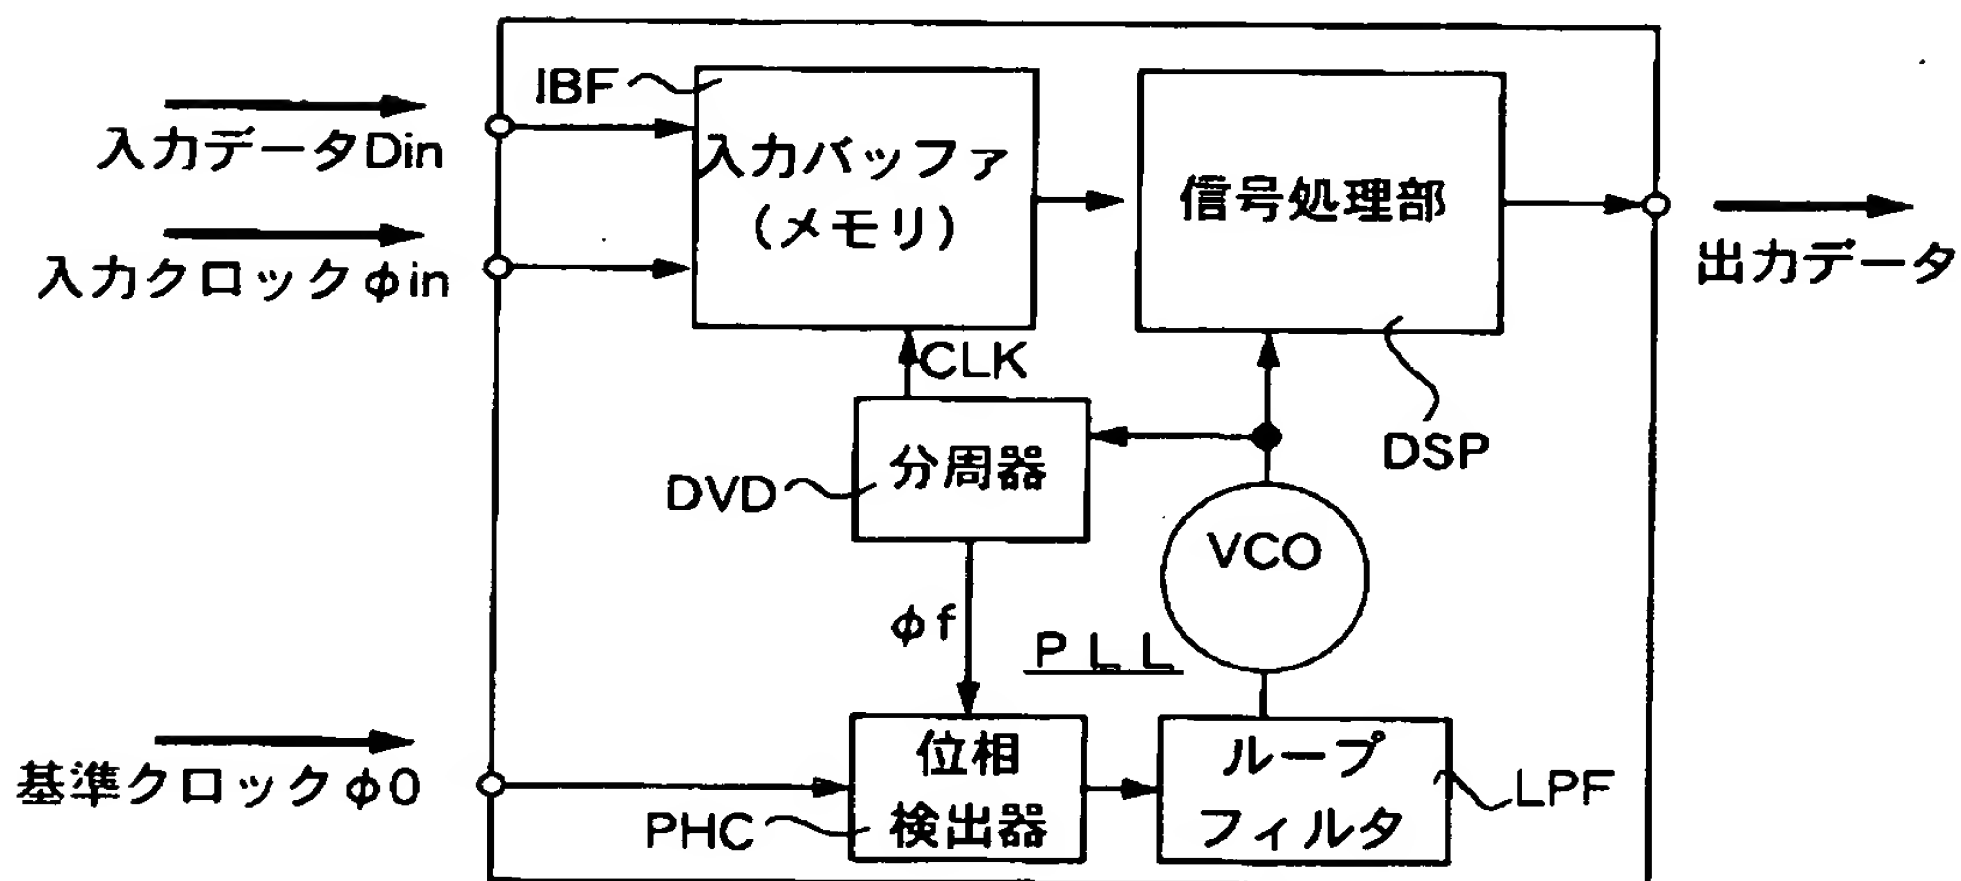 IBF
入力データDin
入力バッファ
(メモリ)
信号処理部
入力クロックφin
出力データ
CLK
DSP
分周器
DVD
VCO
φf
PLL
基準クロックφ0
位相
検出器
PHC
ループ
フィルタ
LPF